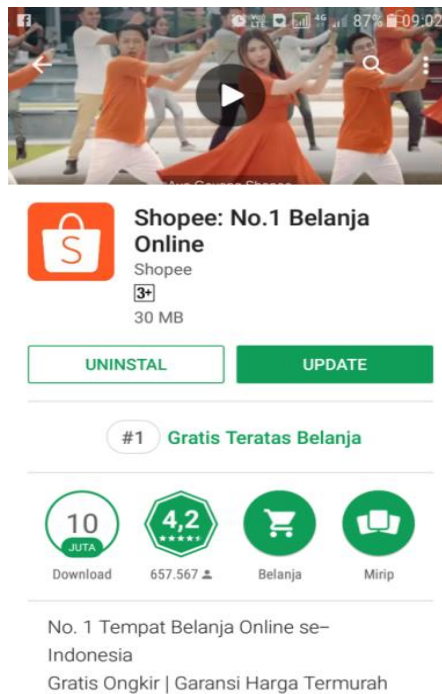 4G 87% 09:02
Shopee: No.1 Belanja
Online
Shopee
3+
30 MB
UNINSTAL
UPDATE
#1 Gratis Teratas Belanja
10
JUTA
4,2
Download
657.567
Belanja
Mirip
No. 1 Tempat Belanja Online se–
Indonesia
Gratis Ongkir | Garansi Harga Termurah